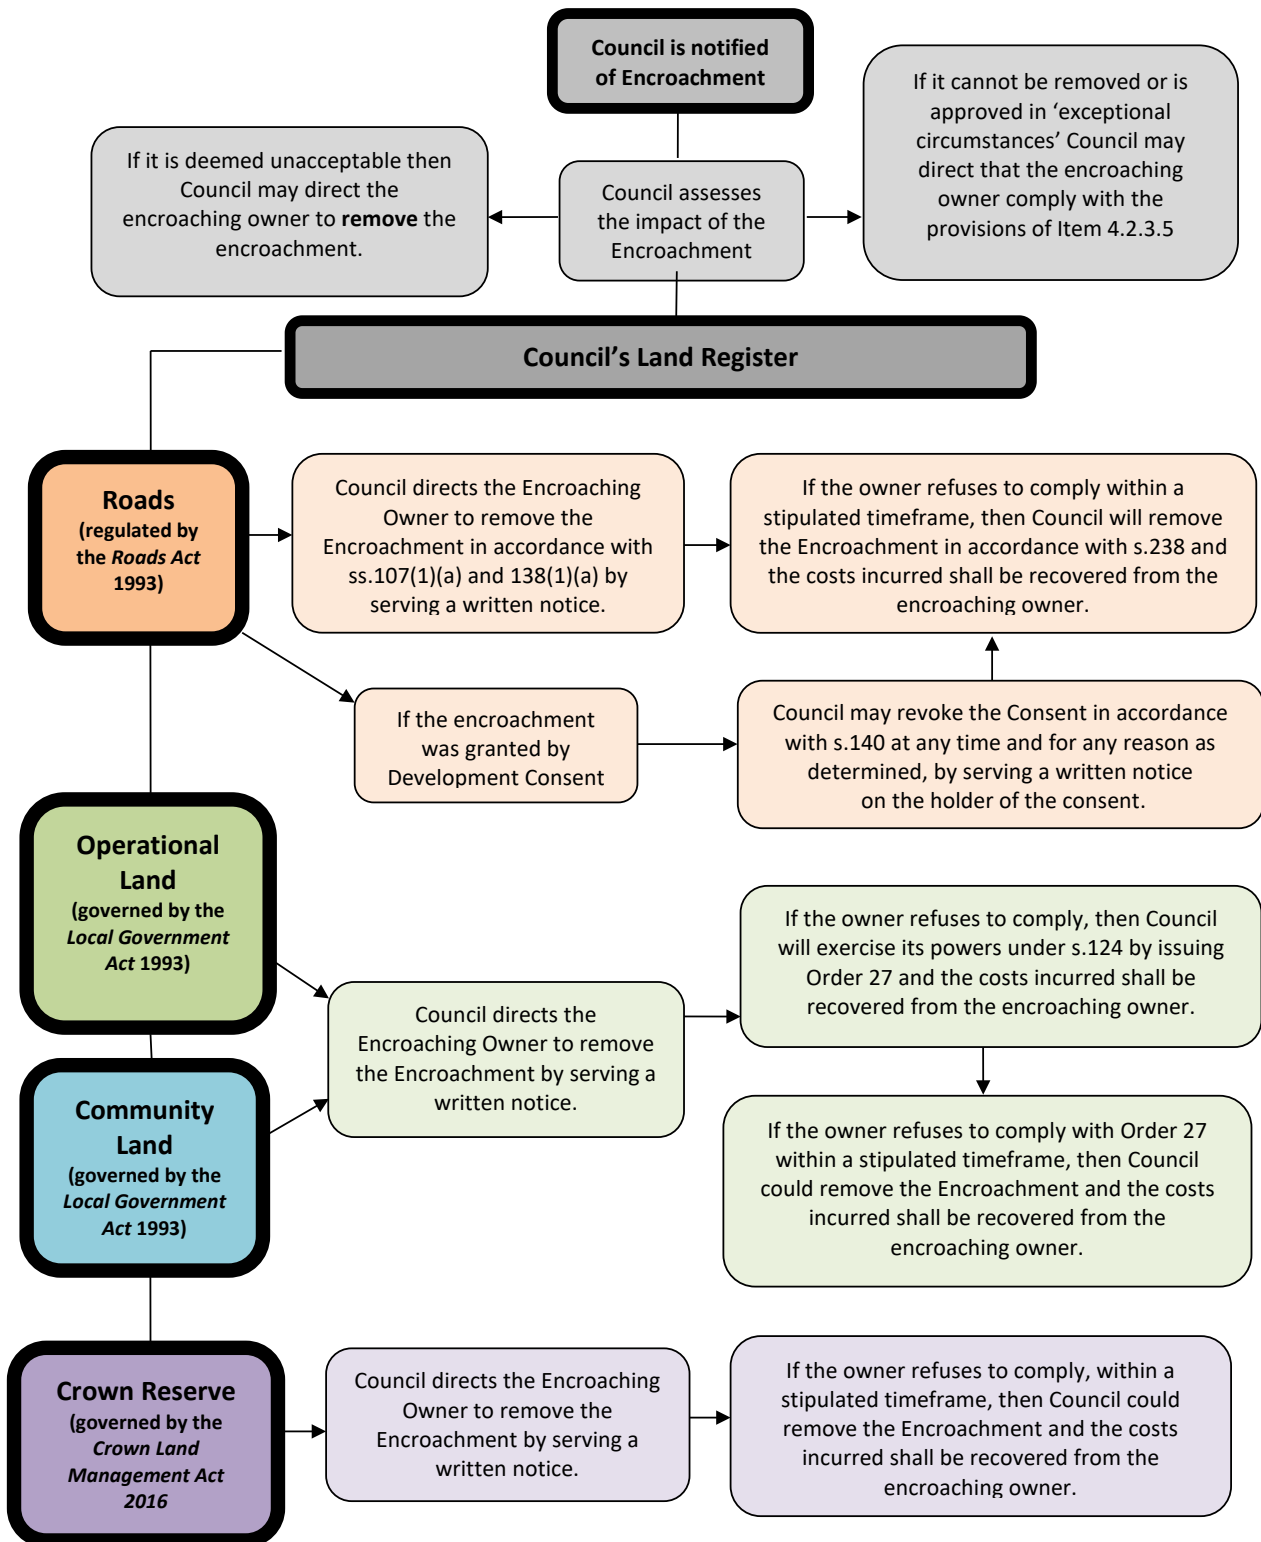 Council is notified
of Encroachment
If it cannot be removed or is
approved in ‘exceptional
circumstances’ Council may
direct that the encroaching
owner comply with the
provisions of Item 4.2.3.5
If it is deemed unacceptable then
Council may direct the
encroaching owner to remove the
encroachment.
Council assesses
the impact of the
Encroachment
Council’s Land Register
Roads
(regulated by
the Roads Act
1993)
Council directs the Encroaching
Owner to remove the
Encroachment in accordance with
ss.107(1)(a) and 138(1)(a) by
serving a written notice.
If the owner refuses to comply within a
stipulated timeframe, then Council will remove
the Encroachment in accordance with s.238 and
the costs incurred shall be recovered from the
encroaching owner.
If the encroachment
was granted by
Development Consent
Council may revoke the Consent in accordance
with s.140 at any time and for any reason as
determined, by serving a written notice
on the holder of the consent.
Operational
Land
(governed by the
Local Government
Act 1993)
Council directs the
Encroaching Owner to remove
the Encroachment by serving a
written notice.
If the owner refuses to comply, then Council
will exercise its powers under s.124 by issuing
Order 27 and the costs incurred shall be
recovered from the encroaching owner.
Community
Land
(governed by the
Local Government
Act 1993)
If the owner refuses to comply with Order 27
within a stipulated timeframe, then Council
could remove the Encroachment and the costs
incurred shall be recovered from the
encroaching owner.
Crown Reserve
(governed by the
Crown Land
Management Act
2016
Council directs the Encroaching
Owner to remove the
Encroachment by serving a
written notice.
If the owner refuses to comply, within a
stipulated timeframe, then Council could
remove the Encroachment and the costs
incurred shall be recovered from the
encroaching owner.